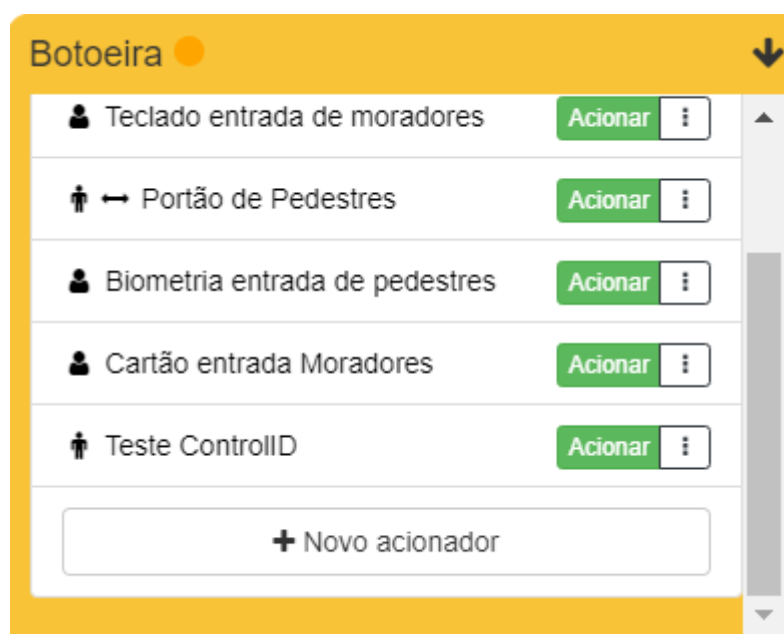 Botoeira
Teclado entrada de moradores Acionar
Portão de Pedestres Acionar
Biometria entrada de pedestres Acionar
Cartão entrada Moradores Acionar
Teste ControlID Acionar
Novo acionador